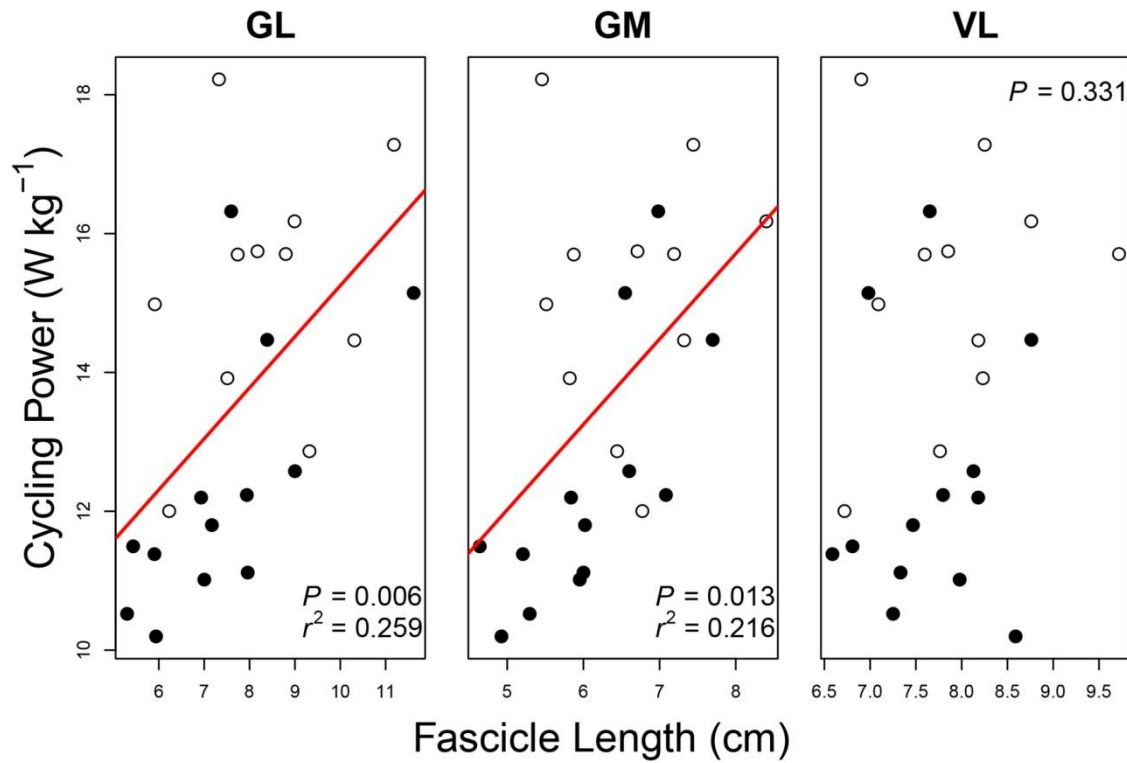 GL GM VL
Cycling Power (W kg⁻¹)
18
16
14
12
10
P = 0.331
P = 0.006
r² = 0.259
P = 0.013
r² = 0.216
6 7 8 9 10 11
5 6 7 8
6.5 7.0 7.5 8.0 8.5 9.0 9.5
Fascicle Length (cm)